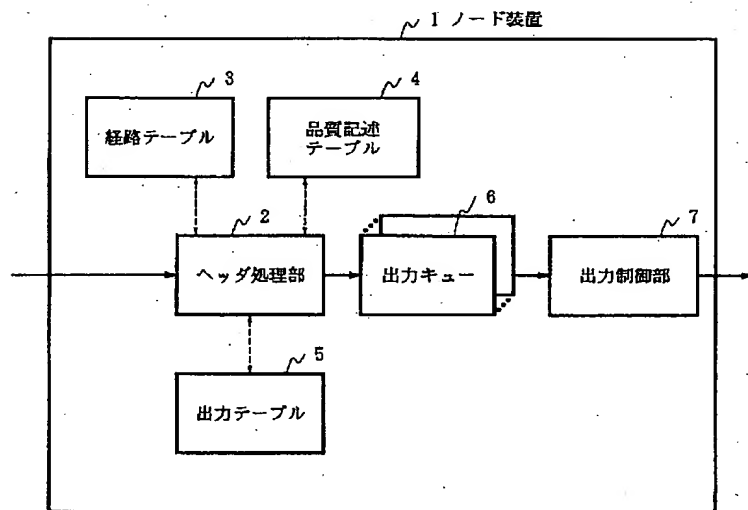 1 ノード装置
3
経路テーブル
4
品質記述
テーブル
2
ヘッダ処理部
6
出力キュー
7
出力制御部
5
出力テーブル